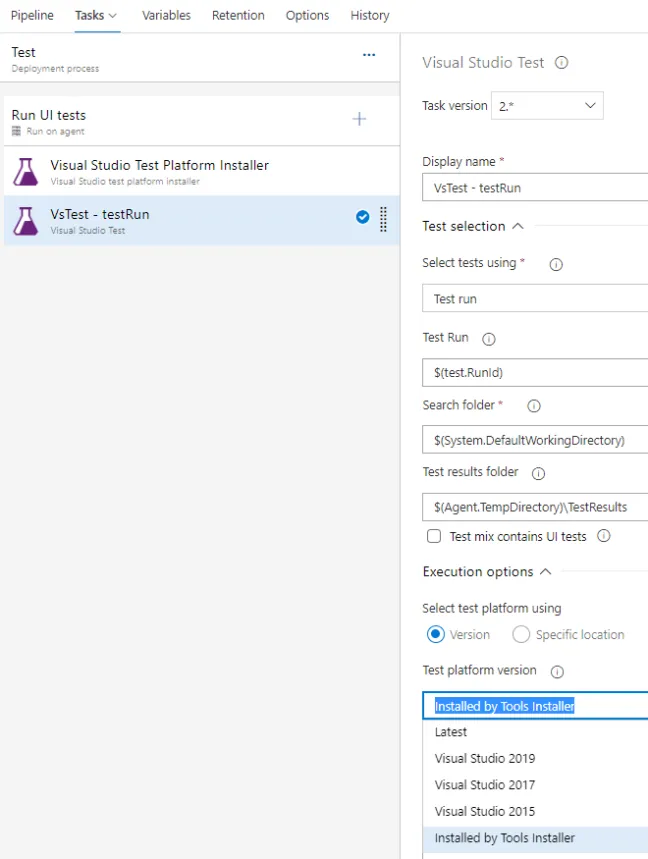 Pipeline Tasks Variables Retention Options History
Test
Deployment process
Run UI tests
Run on agent
Visual Studio Test Platform Installer
Visual Studio test platform installer
VsTest - testRun
Visual Studio Test
Visual Studio Test
Task version 2.*
Display name *
VsTest - testRun
Test selection
Select tests using *
Test run
Test Run
$(test.RunId)
Search folder *
$(System.DefaultWorkingDirectory)
Test results folder
$(Agent.TempDirectory)\TestResults
Test mix contains UI tests
Execution options
Select test platform using
Version Specific location
Test platform version
Installed by Tools Installer
Latest
Visual Studio 2019
Visual Studio 2017
Visual Studio 2015
Installed by Tools Installer